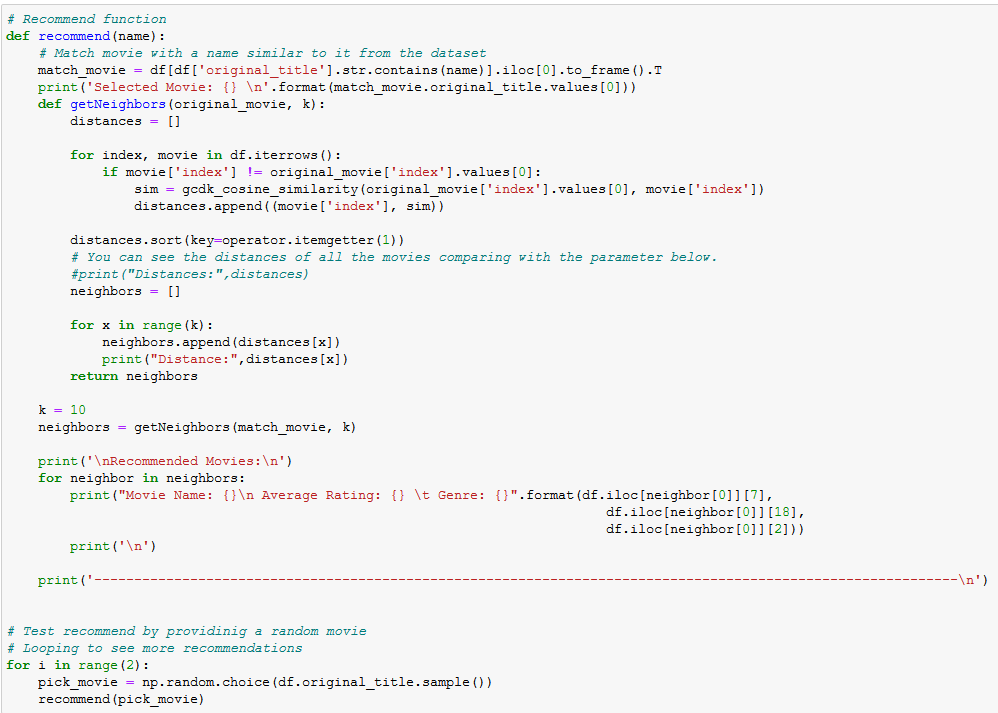 # Recommend function
def recommend(name):
    # Match movie with a name similar to it from the dataset
    match_movie = df[df['original_title'].str.contains(name)].iloc[0].to_frame().T
    print('Selected Movie: {} \n'.format(match_movie.original_title.values[0]))
    def getNeighbors(original_movie, k):
        distances = []

        for index, movie in df.iterrows():
            if movie['index'] != original_movie['index'].values[0]:
                sim = gcdk_cosine_similarity(original_movie['index'].values[0], movie['index'])
                distances.append((movie['index'], sim))

        distances.sort(key=operator.itemgetter(1))
        # You can see the distances of all the movies comparing with the parameter below.
        #print("Distances:",distances)
        neighbors = []

        for x in range(k):
            neighbors.append(distances[x])
            print("Distance:",distances[x])
        return neighbors

    k = 10
    neighbors = getNeighbors(match_movie, k)

    print('\nRecommended Movies:\n')
    for neighbor in neighbors:
        print("Movie Name: {}\n Average Rating: {} \t Genre: {}".format(df.iloc[neighbor[0]][7],
                                                                           df.iloc[neighbor[0]][18],
                                                                           df.iloc[neighbor[0]][2]))
        print('\n')

    print('------------------------------------------------------------------------------------------------------------\n')


# Test recommend by providinig a random movie
# Looping to see more recommendations
for i in range(2):
    pick_movie = np.random.choice(df.original_title.sample())
    recommend(pick_movie)